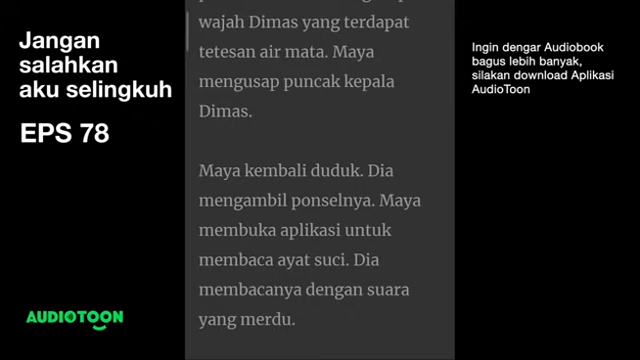 Jangan
salahkan
aku selingkuh
EPS 78
wajah Dimas yang terdapat
tetesan air mata. Maya
mengusap puncak kepala
Dimas.
Maya kembali duduk. Dia
mengambil ponselnya. Maya
membuka aplikasi untuk
membaca ayat suci. Dia
membacanya dengan suara
yang merdu.
Ingin dengar Audiobook
bagus lebih banyak,
silakan download Aplikasi
AudioToon
AUDIOTOON